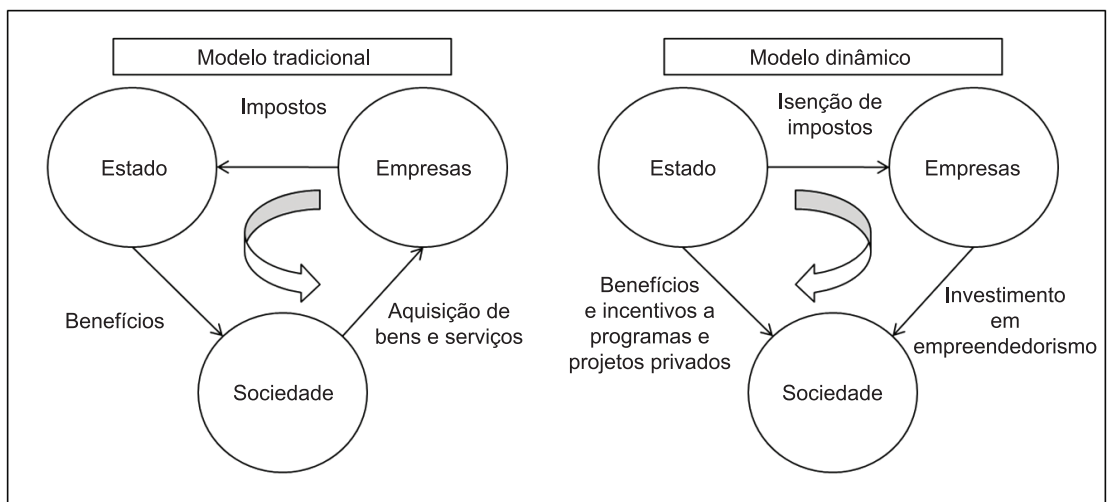 Modelo tradicional
Impostos
Estado
Empresas
Benefícios
Aquisição de
bens e serviços
Sociedade
Modelo dinâmico
Isenção de
impostos
Estado
Empresas
Benefícios
e incentivos a
programas e
projetos privados
Investimento
em
empreendedorismo
Sociedade